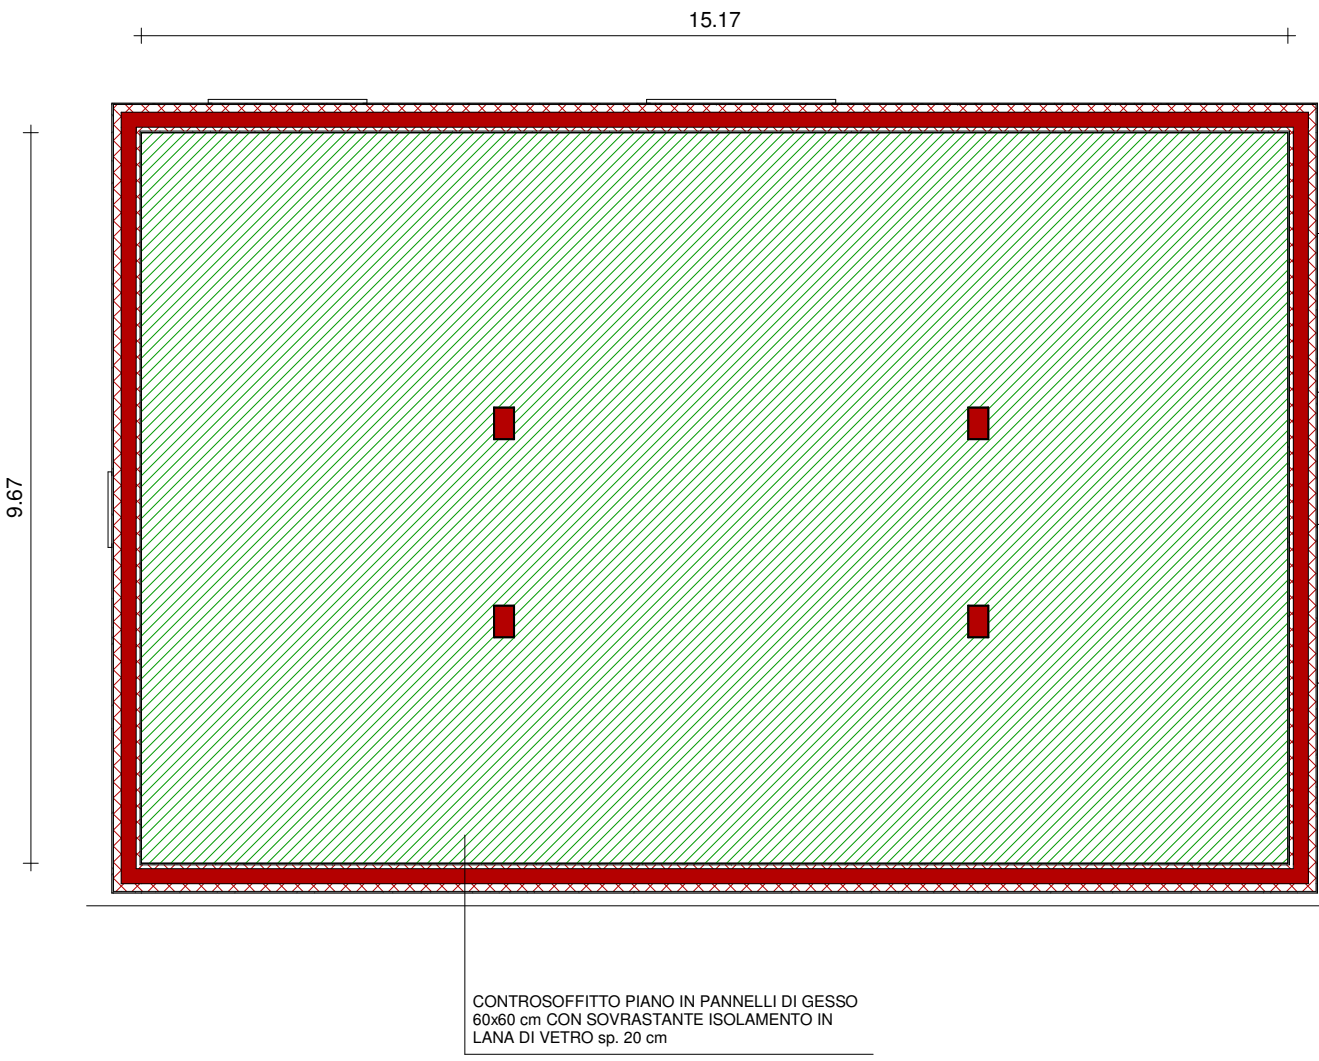 15.17
9.67
CONTROSOFFITTO PIANO IN PANNELLI DI GESSO
60x60 cm CON SOVRASTANTE ISOLAMENTO IN
LANA DI VETRO sp. 20 cm